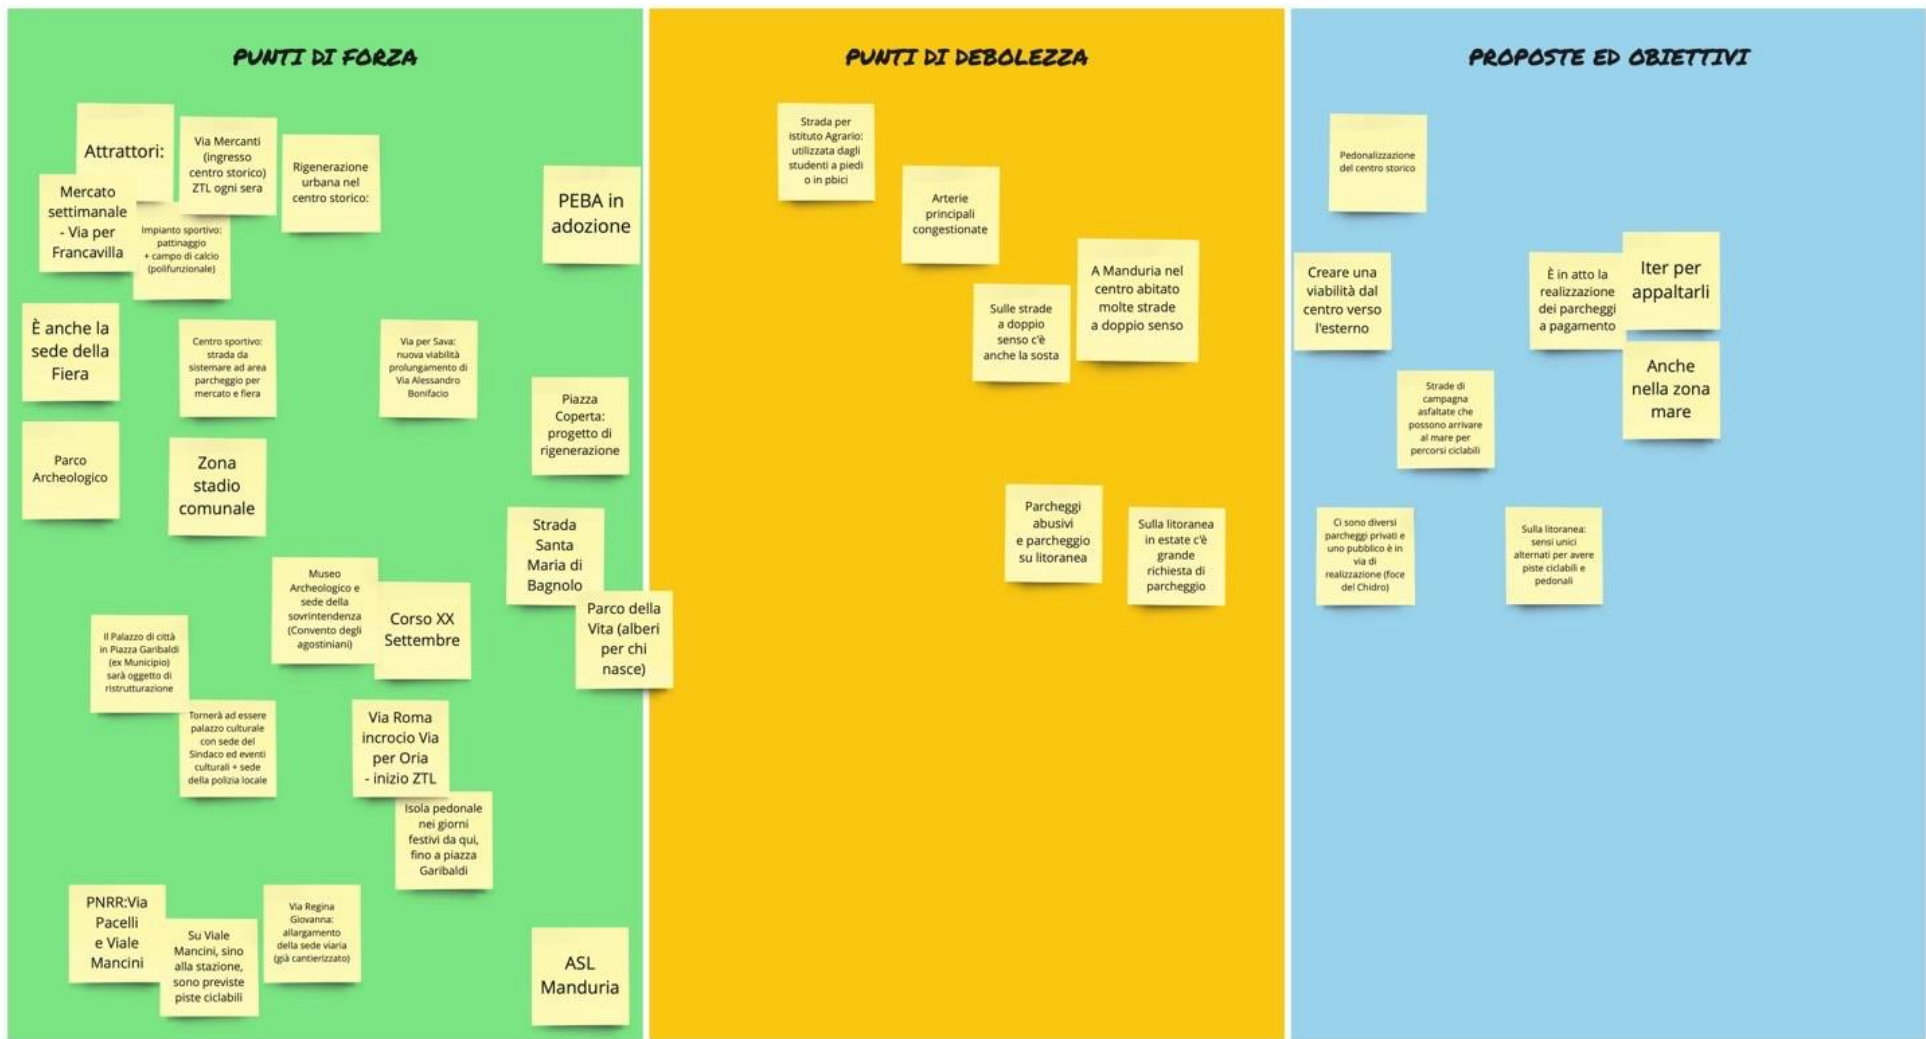 PUNTI DI FORZA
Attrattori:
Via Mercanti
(ingresso
centro storico)
ZTL ogni sera
Rigenerazione
urbana nel
centro storico:
PEBA in
adozione
Mercato
settimanale
- Via per
Francavilla
Impianto sportivo:
pattinaggio
+ campo di calcio
(polifunzionale)
È anche la
sede della
Fiera
Centro sportivo:
strada da
sistemare ad area
parcheggio per
mercato e fiera
Via per Sava:
nuova viabilità
prolungamento di
Via Alessandro
Bonifacio
Piazza
Coperta:
progetto di
rigenerazione
Parco
Archeologico
Zona
stadio
comunale
Strada
Santa
Maria di
Bagnolo
Parco della
Vita (alberi
per chi
nasce)
Museo
Archeologico e
sede della
sovrintendenza
(Convento degli
agostiniani)
Corso XX
Settembre
Il Palazzo di città
in Piazza Garibaldi
(ex Municipio)
sarà oggetto di
ristrutturazione
Tornerà ad essere
palazzo culturale
con sede del
Sindaco ed eventi
culturali + sede
della polizia locale
Via Roma
incrocio Via
per Oria
- inizio ZTL
Isola pedonale
nei giorni
festivi da qui,
fino a piazza
Garibaldi
PNRR:Via
Pacelli
e Viale
Mancini
Su Viale
Mancini, sino
alla stazione,
sono previste
piste ciclabili
Via Regina
Giovanna:
allargamento
della sede viaria
(già cantierizzato)
ASL
Manduria
PUNTI DI DEBOLEZZA
Strada per
istituto Agrario:
utilizzata dagli
studenti a piedi
o in pbici
Arterie
principali
congestionate
A Manduria nel
centro abitato
molte strade
a doppio senso
Sulle strade
a doppio
senso c'è
anche la sosta
Parcheggi
abusivi
e parcheggio
su litoranea
Sulla litoranea
in estate c'è
grande
richiesta di
parcheggio
PROPOSTE ED OBIETTIVI
Pedonalizzazione
del centro storico
Creare una
viabilità dal
centro verso
l'esterno
È in atto la
realizzazione
dei parcheggi
a pagamento
Iter per
appaltarli
Anche
nella zona
mare
Strade di
campagna
asfaltate che
possono arrivare
al mare per
percorsi ciclabili
Ci sono diversi
parcheggi privati e
uno pubblico è in
via di
realizzazione (foce
del Chidro)
Sulla litoranea:
sensi unici
alternati per avere
piste ciclabili e
pedonali